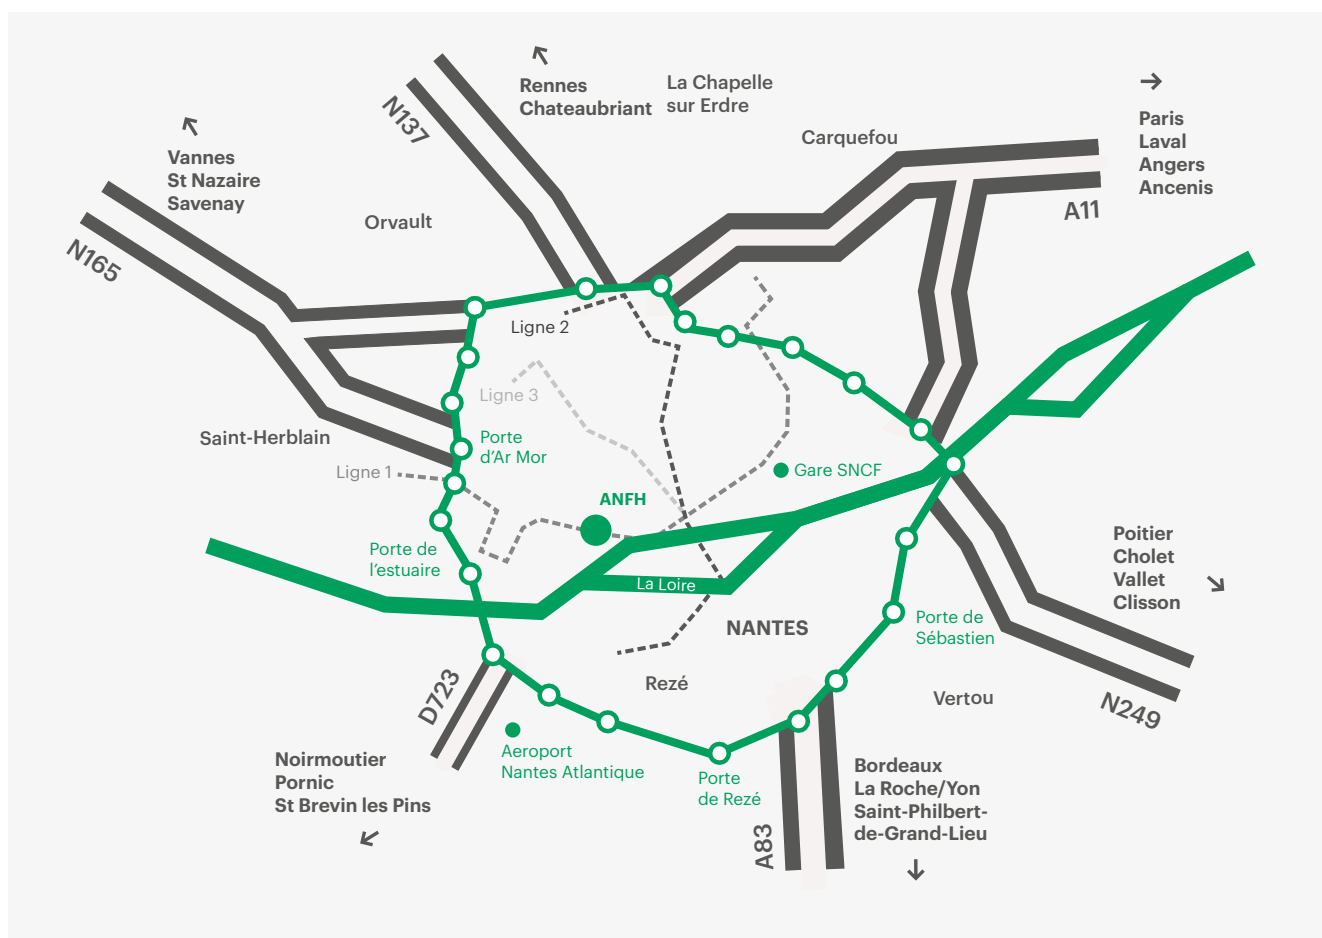 Rennes
Chateaubriant
La Chapelle
sur Erdre
N137
Carquefou
Paris
Laval
Angers
Ancenis
Vannes
St Nazaire
Savenay
A11
Orvault
N165
Ligne 2
Ligne 3
Saint-Herblain
Porte
d’Ar Mor
Ligne 1
Gare SNCF
ANFH
Porte de
l’estuaire
La Loire
Poitier
Cholet
Vallet
Clisson
NANTES
Porte de
Sébastien
Rezé
D723
Vertou
N249
Aeroport
Nantes Atlantique
Noirmoutier
Pornic
St Brevin les Pins
Porte
de Rezé
Bordeaux
La Roche/Yon
Saint-Philbert-
de-Grand-Lieu
A83